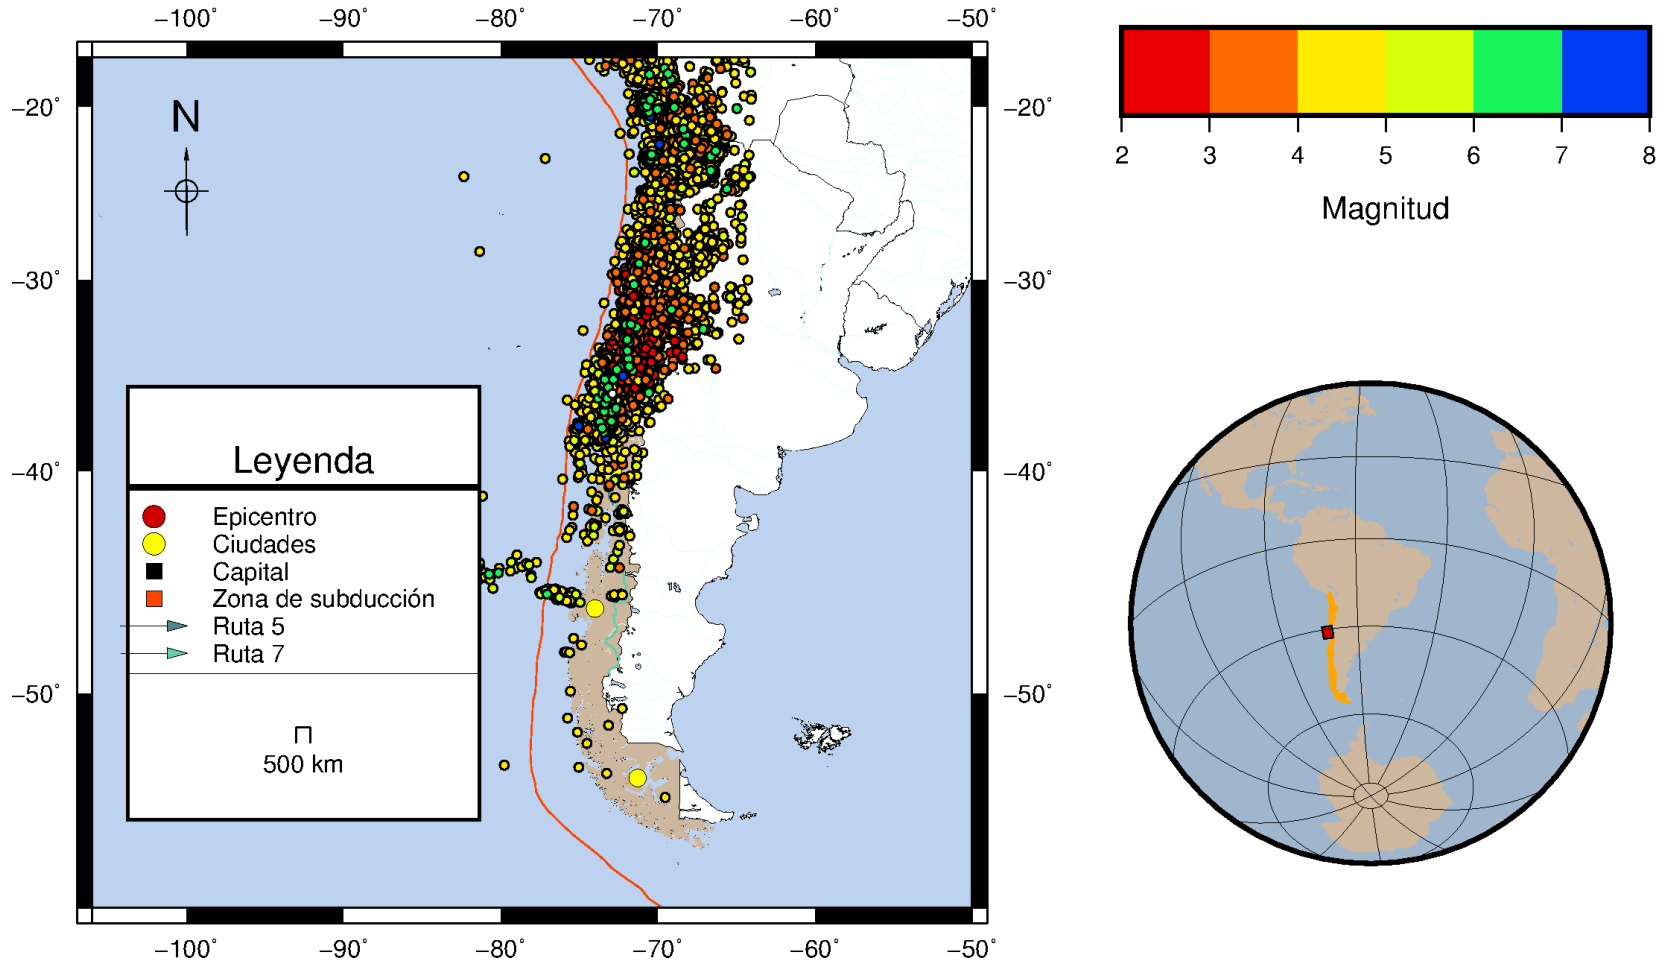 −100° −90° −80° −70° −60° −50°
−20° −20°
−30° −30°
−40° −40°
−50° −50°
−100° −90° −80° −70° −60° −50°
N
Leyenda
Epicentro
Ciudades
Capital
Zona de subducción
Ruta 5
Ruta 7
500 km
2 3 4 5 6 7 8
Magnitud